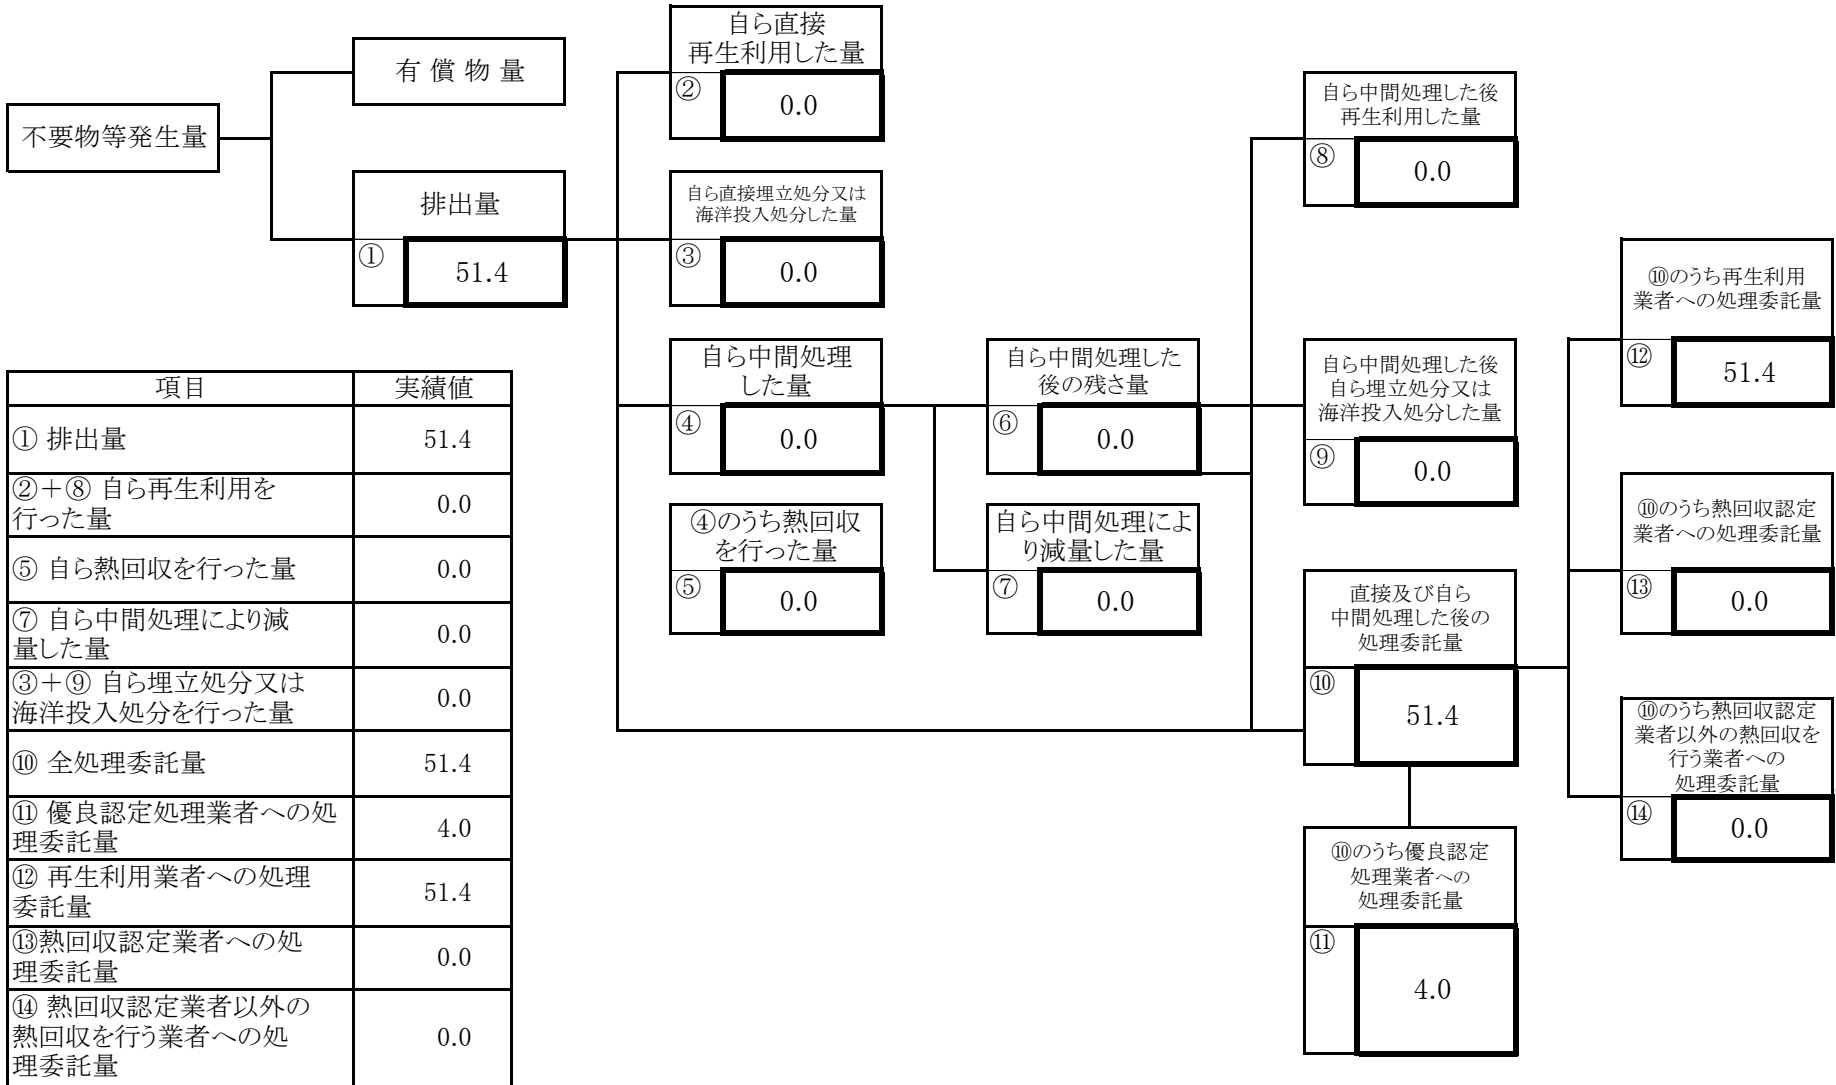 不要物等発生量
有 償 物 量
排出量
①
51.4
自ら直接
再生利用した量
②
0.0
自ら直接埋立処分又は
海洋投入処分した量
③
0.0
自ら中間処理
した量
④
0.0
④のうち熱回収
を行った量
⑤
0.0
自ら中間処理した
後の残さ量
⑥
0.0
自ら中間処理によ
り減量した量
⑦
0.0
自ら中間処理した後
再生利用した量
⑧
0.0
自ら中間処理した後
自ら埋立処分又は
海洋投入処分した量
⑨
0.0
直接及び自ら
中間処理した後の
処理委託量
⑩
51.4
⑩のうち優良認定
処理業者への
処理委託量
⑪
4.0
⑩のうち再生利用
業者への処理委託量
⑫
51.4
⑩のうち熱回収認定
業者への処理委託量
⑬
0.0
⑩のうち熱回収認定
業者以外の熱回収を
行う業者への
処理委託量
⑭
0.0
項目 実績値
① 排出量 51.4
②+⑧ 自ら再生利用を
行った量 0.0
⑤ 自ら熱回収を行った量 0.0
⑦ 自ら中間処理により減
量した量 0.0
③+⑨ 自ら埋立処分又は
海洋投入処分を行った量 0.0
⑩ 全処理委託量 51.4
⑪ 優良認定処理業者への処
理委託量 4.0
⑫ 再生利用業者への処理
委託量 51.4
⑬熱回収認定業者への処
理委託量 0.0
⑭ 熱回収認定業者以外の
熱回収を行う業者への処
理委託量 0.0